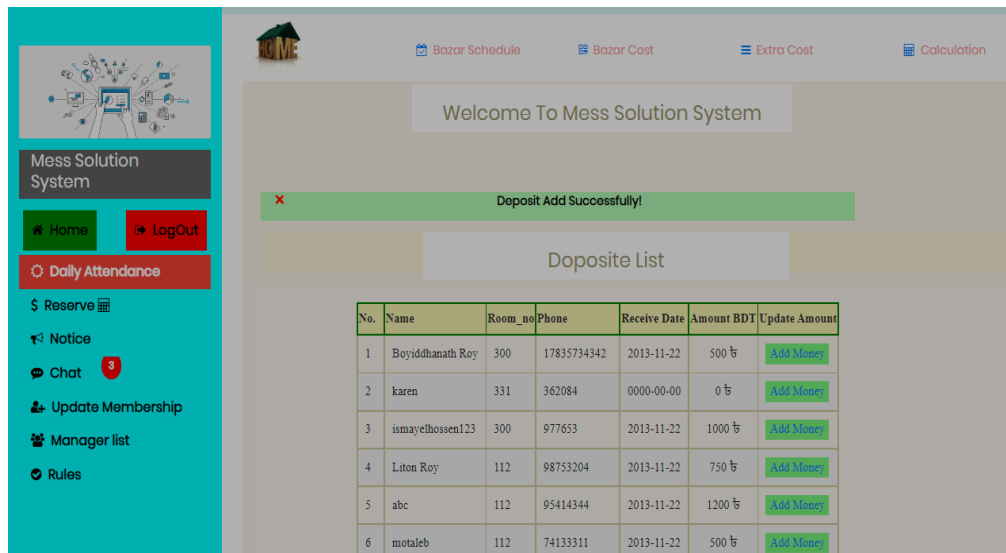 HOME
Bazar Schedule Bazar Cost Extra Cost Calculation
Mess Solution
System
Home LogOut
Daily Attendance
$ Reserve
Notice
Chat 3
Update Membership
Manager list
Rules
Welcome To Mess Solution System
× Deposit Add Successfully!
Doposite List
No. Name Room_no Phone Receive Date Amount BDT Update Amount
1 Boyiddhanath Roy 300 17835734342 2013-11-22 500 ৳ Add Money
2 karen 331 362084 0000-00-00 0 ৳ Add Money
3 ismayelhossen123 300 977653 2013-11-22 1000 ৳ Add Money
4 Liton Roy 112 98753204 2013-11-22 750 ৳ Add Money
5 abc 112 95414344 2013-11-22 1200 ৳ Add Money
6 motaleb 112 74133311 2013-11-22 500 ৳ Add Money